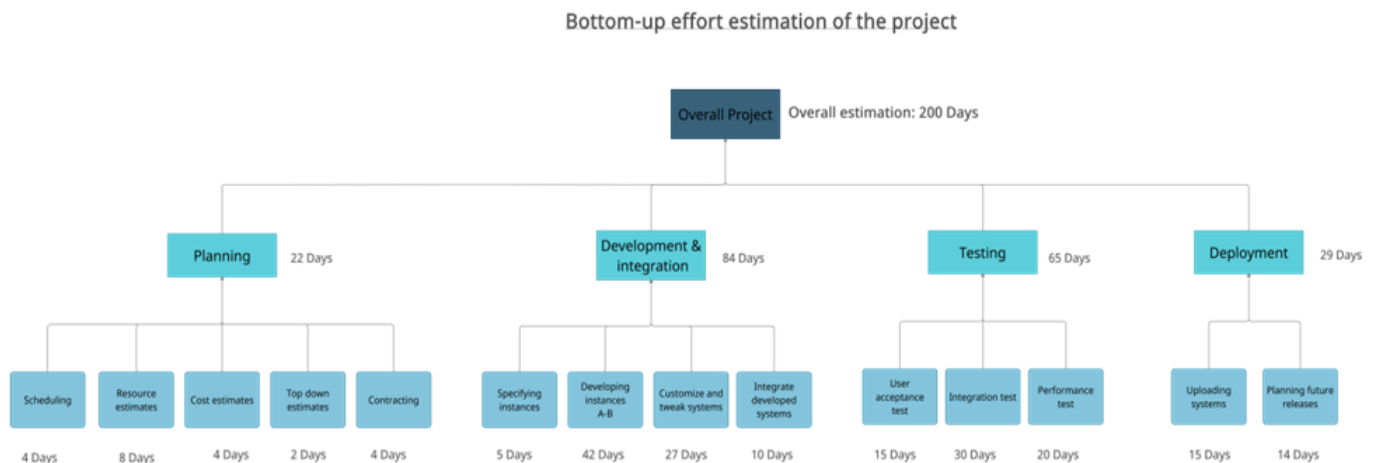 Bottom-up effort estimation of the project
Overall Project
Overall estimation: 200 Days
Planning
22 Days
Development &
integration
84 Days
Testing
65 Days
Deployment
29 Days
Scheduling
Resource
estimates
Cost estimates
Top down
estimates
Contracting
Specifying
instances
Developing
instances
A-B
Customize and
tweak systems
Integrate
developed
systems
User
acceptance
test
Integration test
Performance
test
Uploading
systems
Planning future
releases
4 Days
8 Days
4 Days
2 Days
4 Days
5 Days
42 Days
27 Days
10 Days
15 Days
30 Days
20 Days
15 Days
14 Days